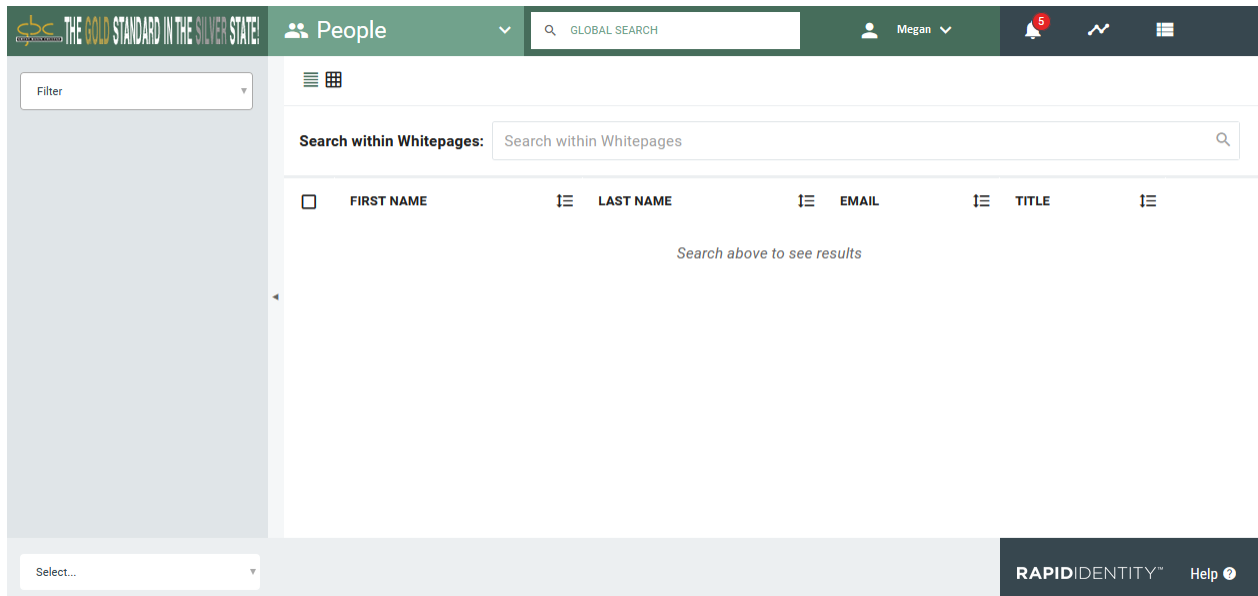 gbc THE GOLD STANDARD IN THE SILVER STATE!
People
GLOBAL SEARCH
Megan
5
Filter
Search within Whitepages: Search within Whitepages
FIRST NAME LAST NAME EMAIL TITLE
Search above to see results
Select...
RAPIDIDENTITY™
Help ?